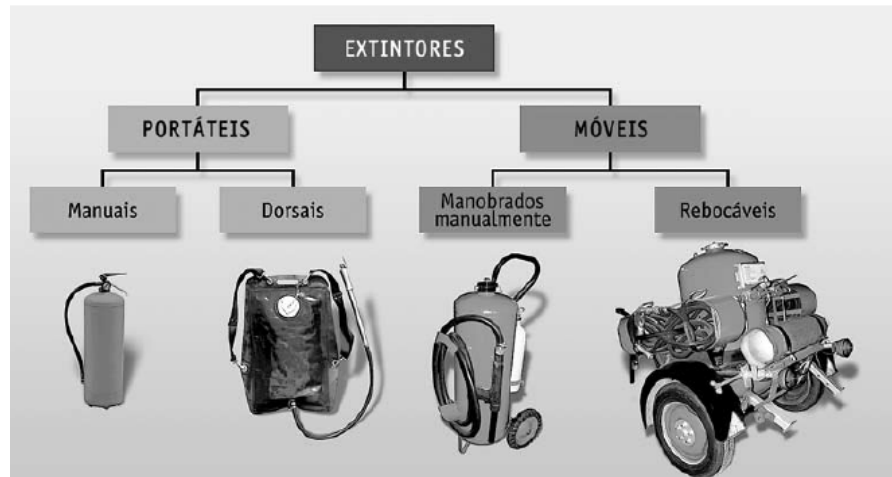 EXTINTORES
PORTÁTEIS
MÓVEIS
Manuais
Dorsais
Manobrados
manualmente
Rebocáveis